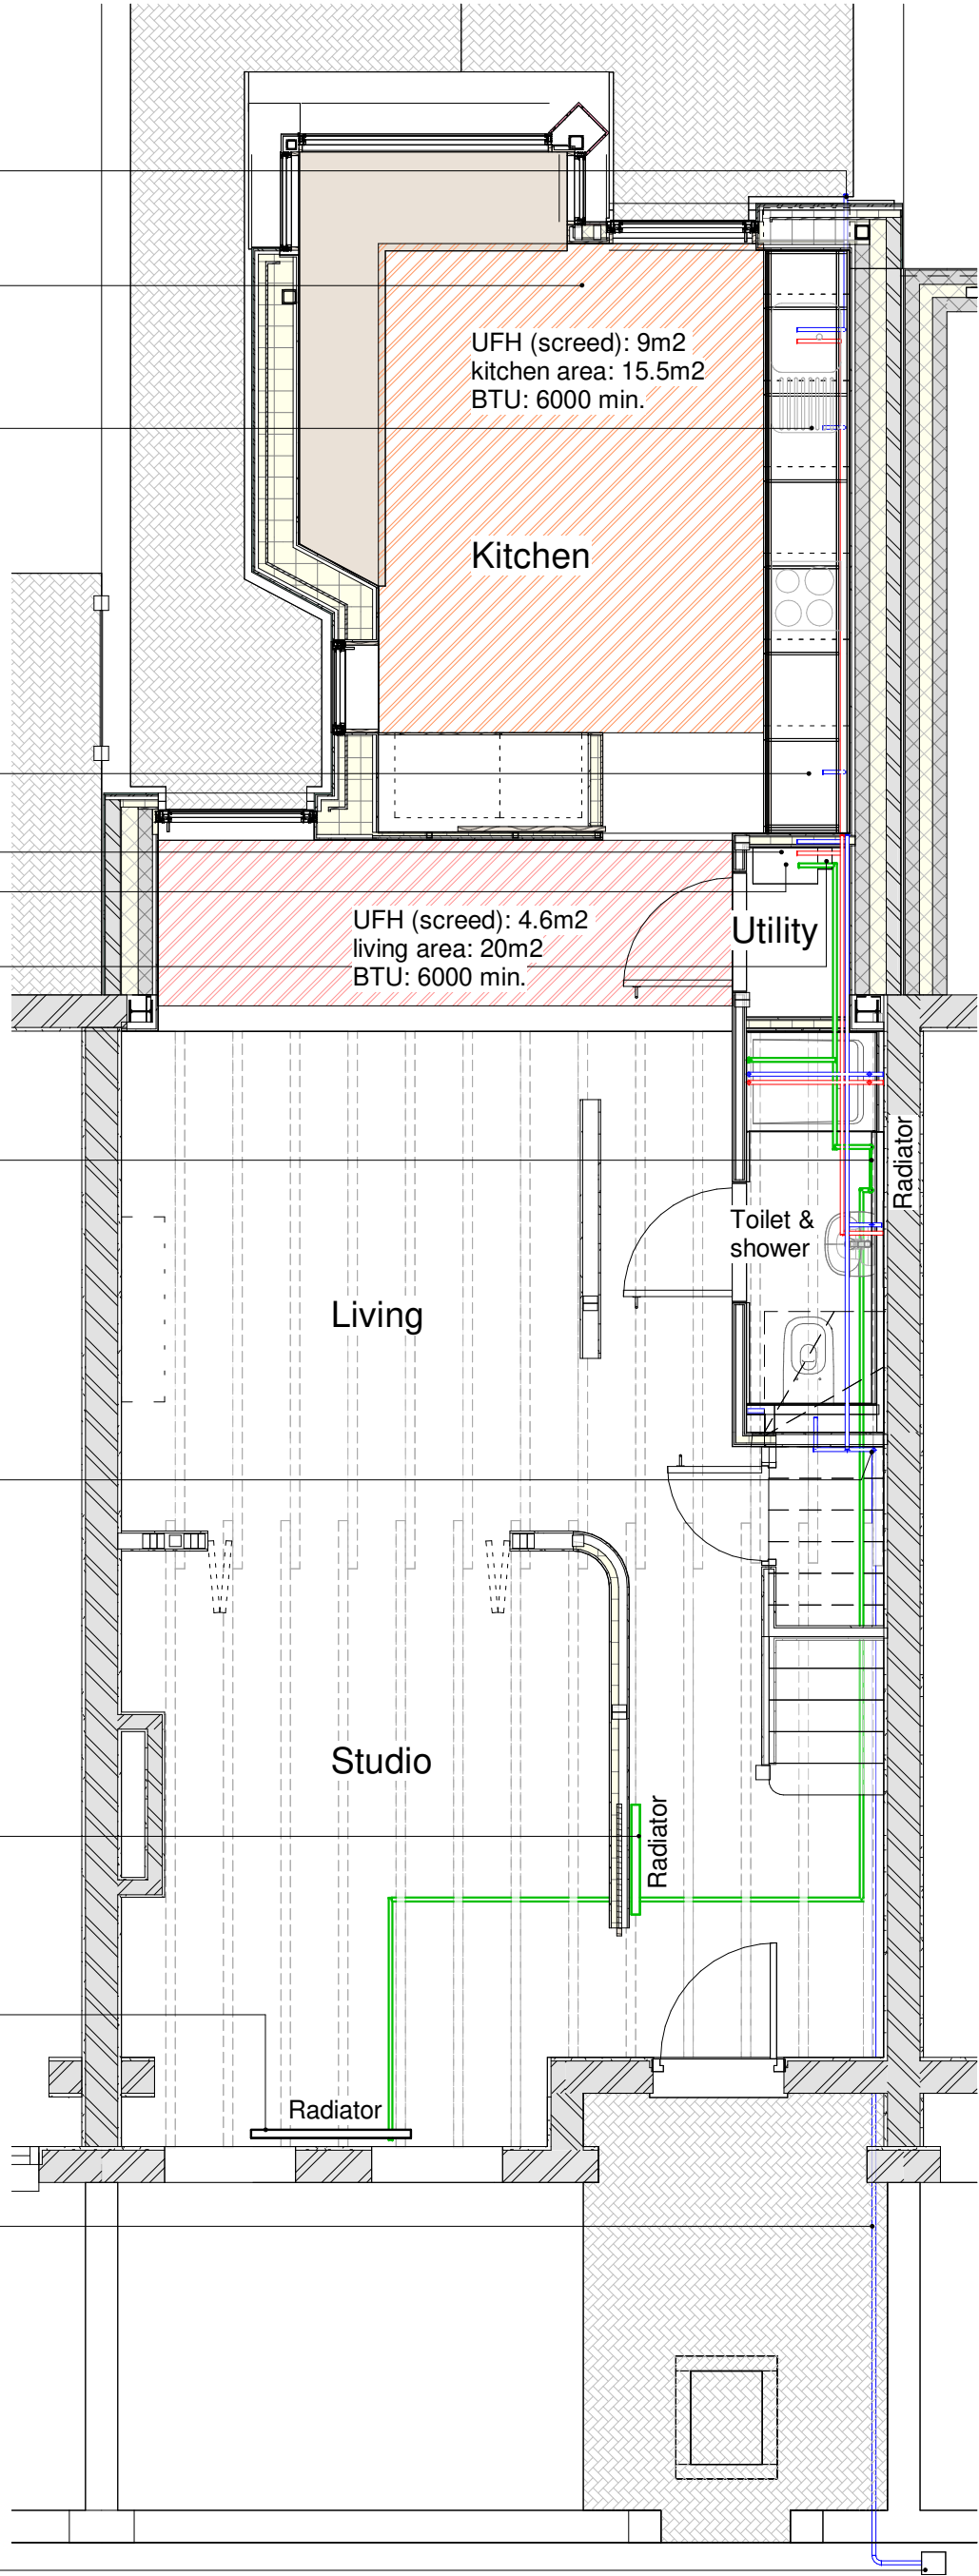 UFH (screed): 9m2
kitchen area: 15.5m2
BTU: 6000 min.
Kitchen
UFH (screed): 4.6m2
living area: 20m2
BTU: 6000 min.
Utility
Radiator
Toilet &
shower
Living
Studio
Radiator
Radiator